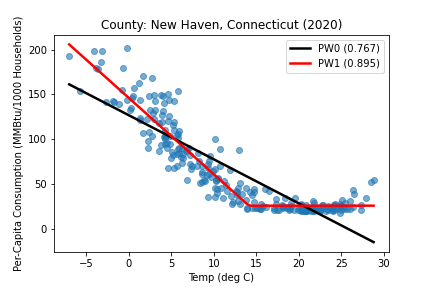 County: New Haven, Connecticut (2020)
PW0 (0.767)
PW1 (0.895)
Per-Capita Consumption (MMBtu/1000 Households)
200
150
100
50
0
−5 0 5 10 15 20 25 30
Temp (deg C)